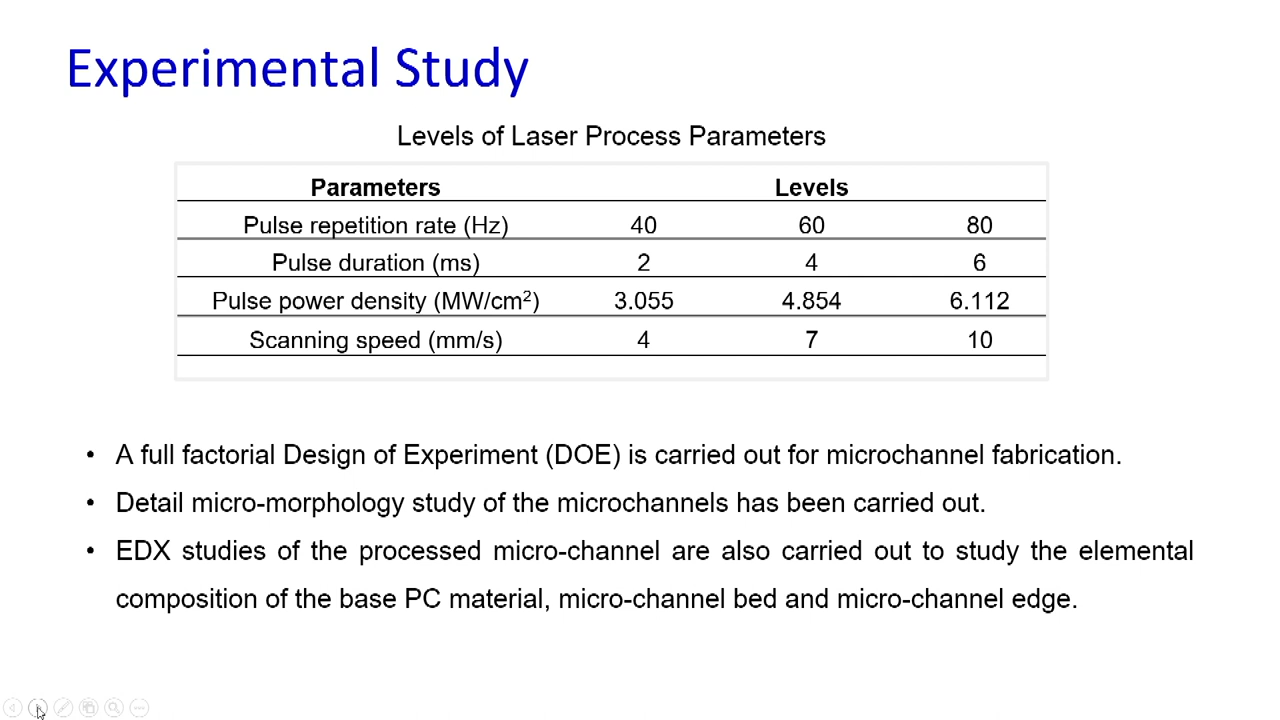 Experimental Study
Levels of Laser Process Parameters
Parameters Levels
Pulse repetition rate (Hz) 40 60 80
Pulse duration (ms) 2 4 6
Pulse power density (MW/cm²) 3.055 4.854 6.112
Scanning speed (mm/s) 4 7 10
• A full factorial Design of Experiment (DOE) is carried out for microchannel fabrication.
• Detail micro-morphology study of the microchannels has been carried out.
• EDX studies of the processed micro-channel are also carried out to study the elemental
composition of the base PC material, micro-channel bed and micro-channel edge.